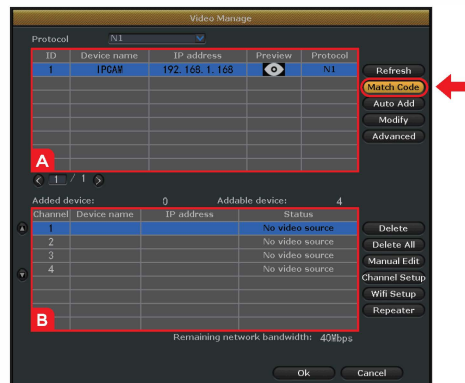 Video Manage
Protocol N1
ID Device name IP address Preview Protocol
1 IPCAM 192.168.1.168 N1
Refresh
Match Code
Auto Add
Modify
Advanced
A
1 / 1
Added device: 0 Addable device: 4
Channel Device name IP address Status
1 No video source
2 No video source
3 No video source
4 No video source
Delete
Delete All
Manual Edit
Channel Setup
Wifi Setup
Repeater
B
Remaining network bandwidth: 40Mbps
Ok Cancel